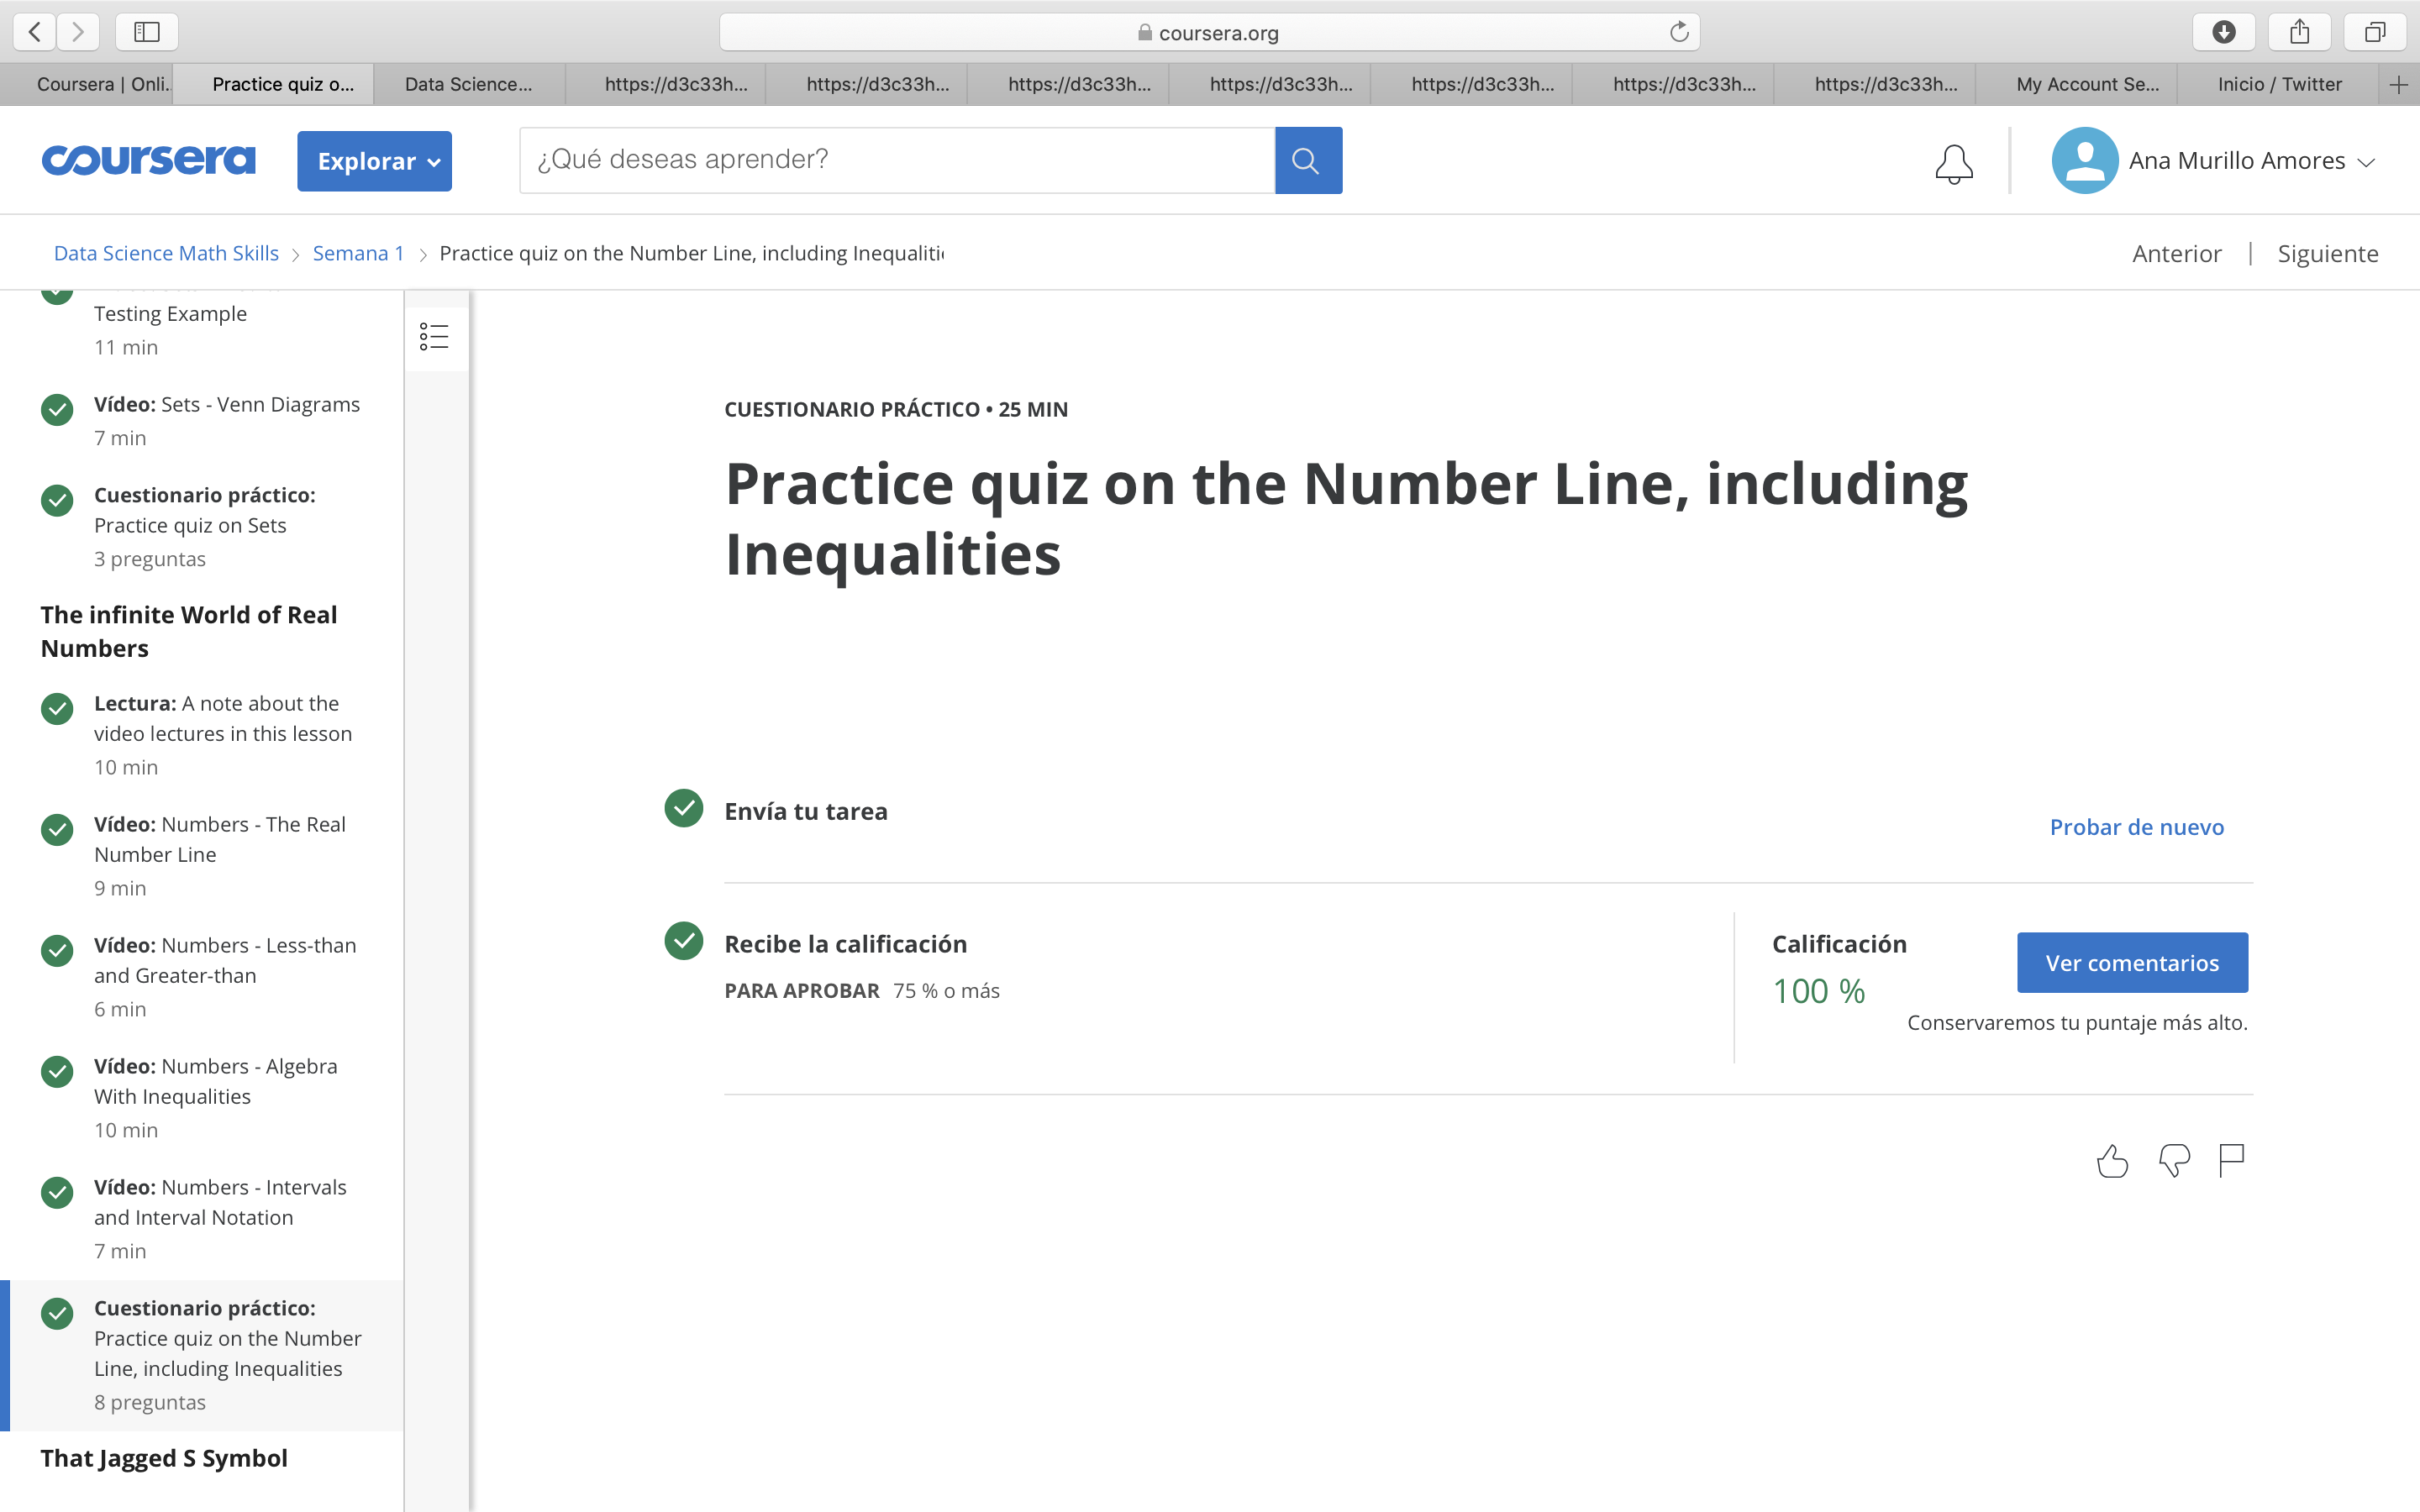 coursera.org
Coursera | Onli...
Practice quiz o...
Data Science...
https://d3c33h...
https://d3c33h...
https://d3c33h...
https://d3c33h...
https://d3c33h...
https://d3c33h...
https://d3c33h...
My Account Se...
Inicio / Twitter
coursera
Explorar
¿Qué deseas aprender?
Ana Murillo Amores
Data Science Math Skills
Semana 1
Practice quiz on the Number Line, including
Anterior
Siguiente
Testing Example
11 min
Vídeo: Sets - Venn Diagrams
7 min
Cuestionario práctico:
Practice quiz on Sets
3 preguntas
The infinite World of Real
Numbers
Lectura: A note about the
video lectures in this lesson
10 min
Vídeo: Numbers - The Real
Number Line
9 min
Vídeo: Numbers - Less-than
and Greater-than
6 min
Vídeo: Numbers - Algebra
With Inequalities
10 min
Vídeo: Numbers - Intervals
and Interval Notation
7 min
Cuestionario práctico:
Practice quiz on the Number
Line, including Inequalities
8 preguntas
That Jagged S Symbol
CUESTIONARIO PRÁCTICO • 25 MIN
Practice quiz on the Number Line, including
Inequalities
Envía tu tarea
Probar de nuevo
Recibe la calificación
PARA APROBAR 75 % o más
Calificación
100 %
Ver comentarios
Conservaremos tu puntaje más alto.